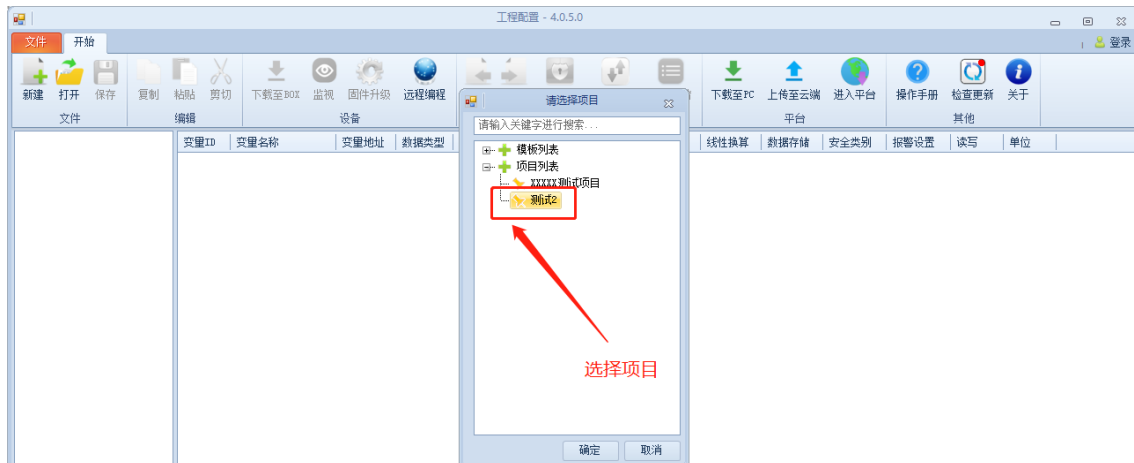 工程配置 - 4.0.5.0
文件 开始 登录
新建 打开 保存 复制 粘贴 剪切 下载至BOX 监视 固件升级 远程编程 下载至PC 上传至云端 进入平台 操作手册 检查更新 关于
文件 编辑 设备 平台 其他
变量ID 变量名称 变量地址 数据类型 线性换算 数据存储 安全类别 报警设置 读写 单位
请选择项目
请输入关键字进行搜索...
模板列表
项目列表
XXXXX测试项目
测试2
选择项目
确定 取消